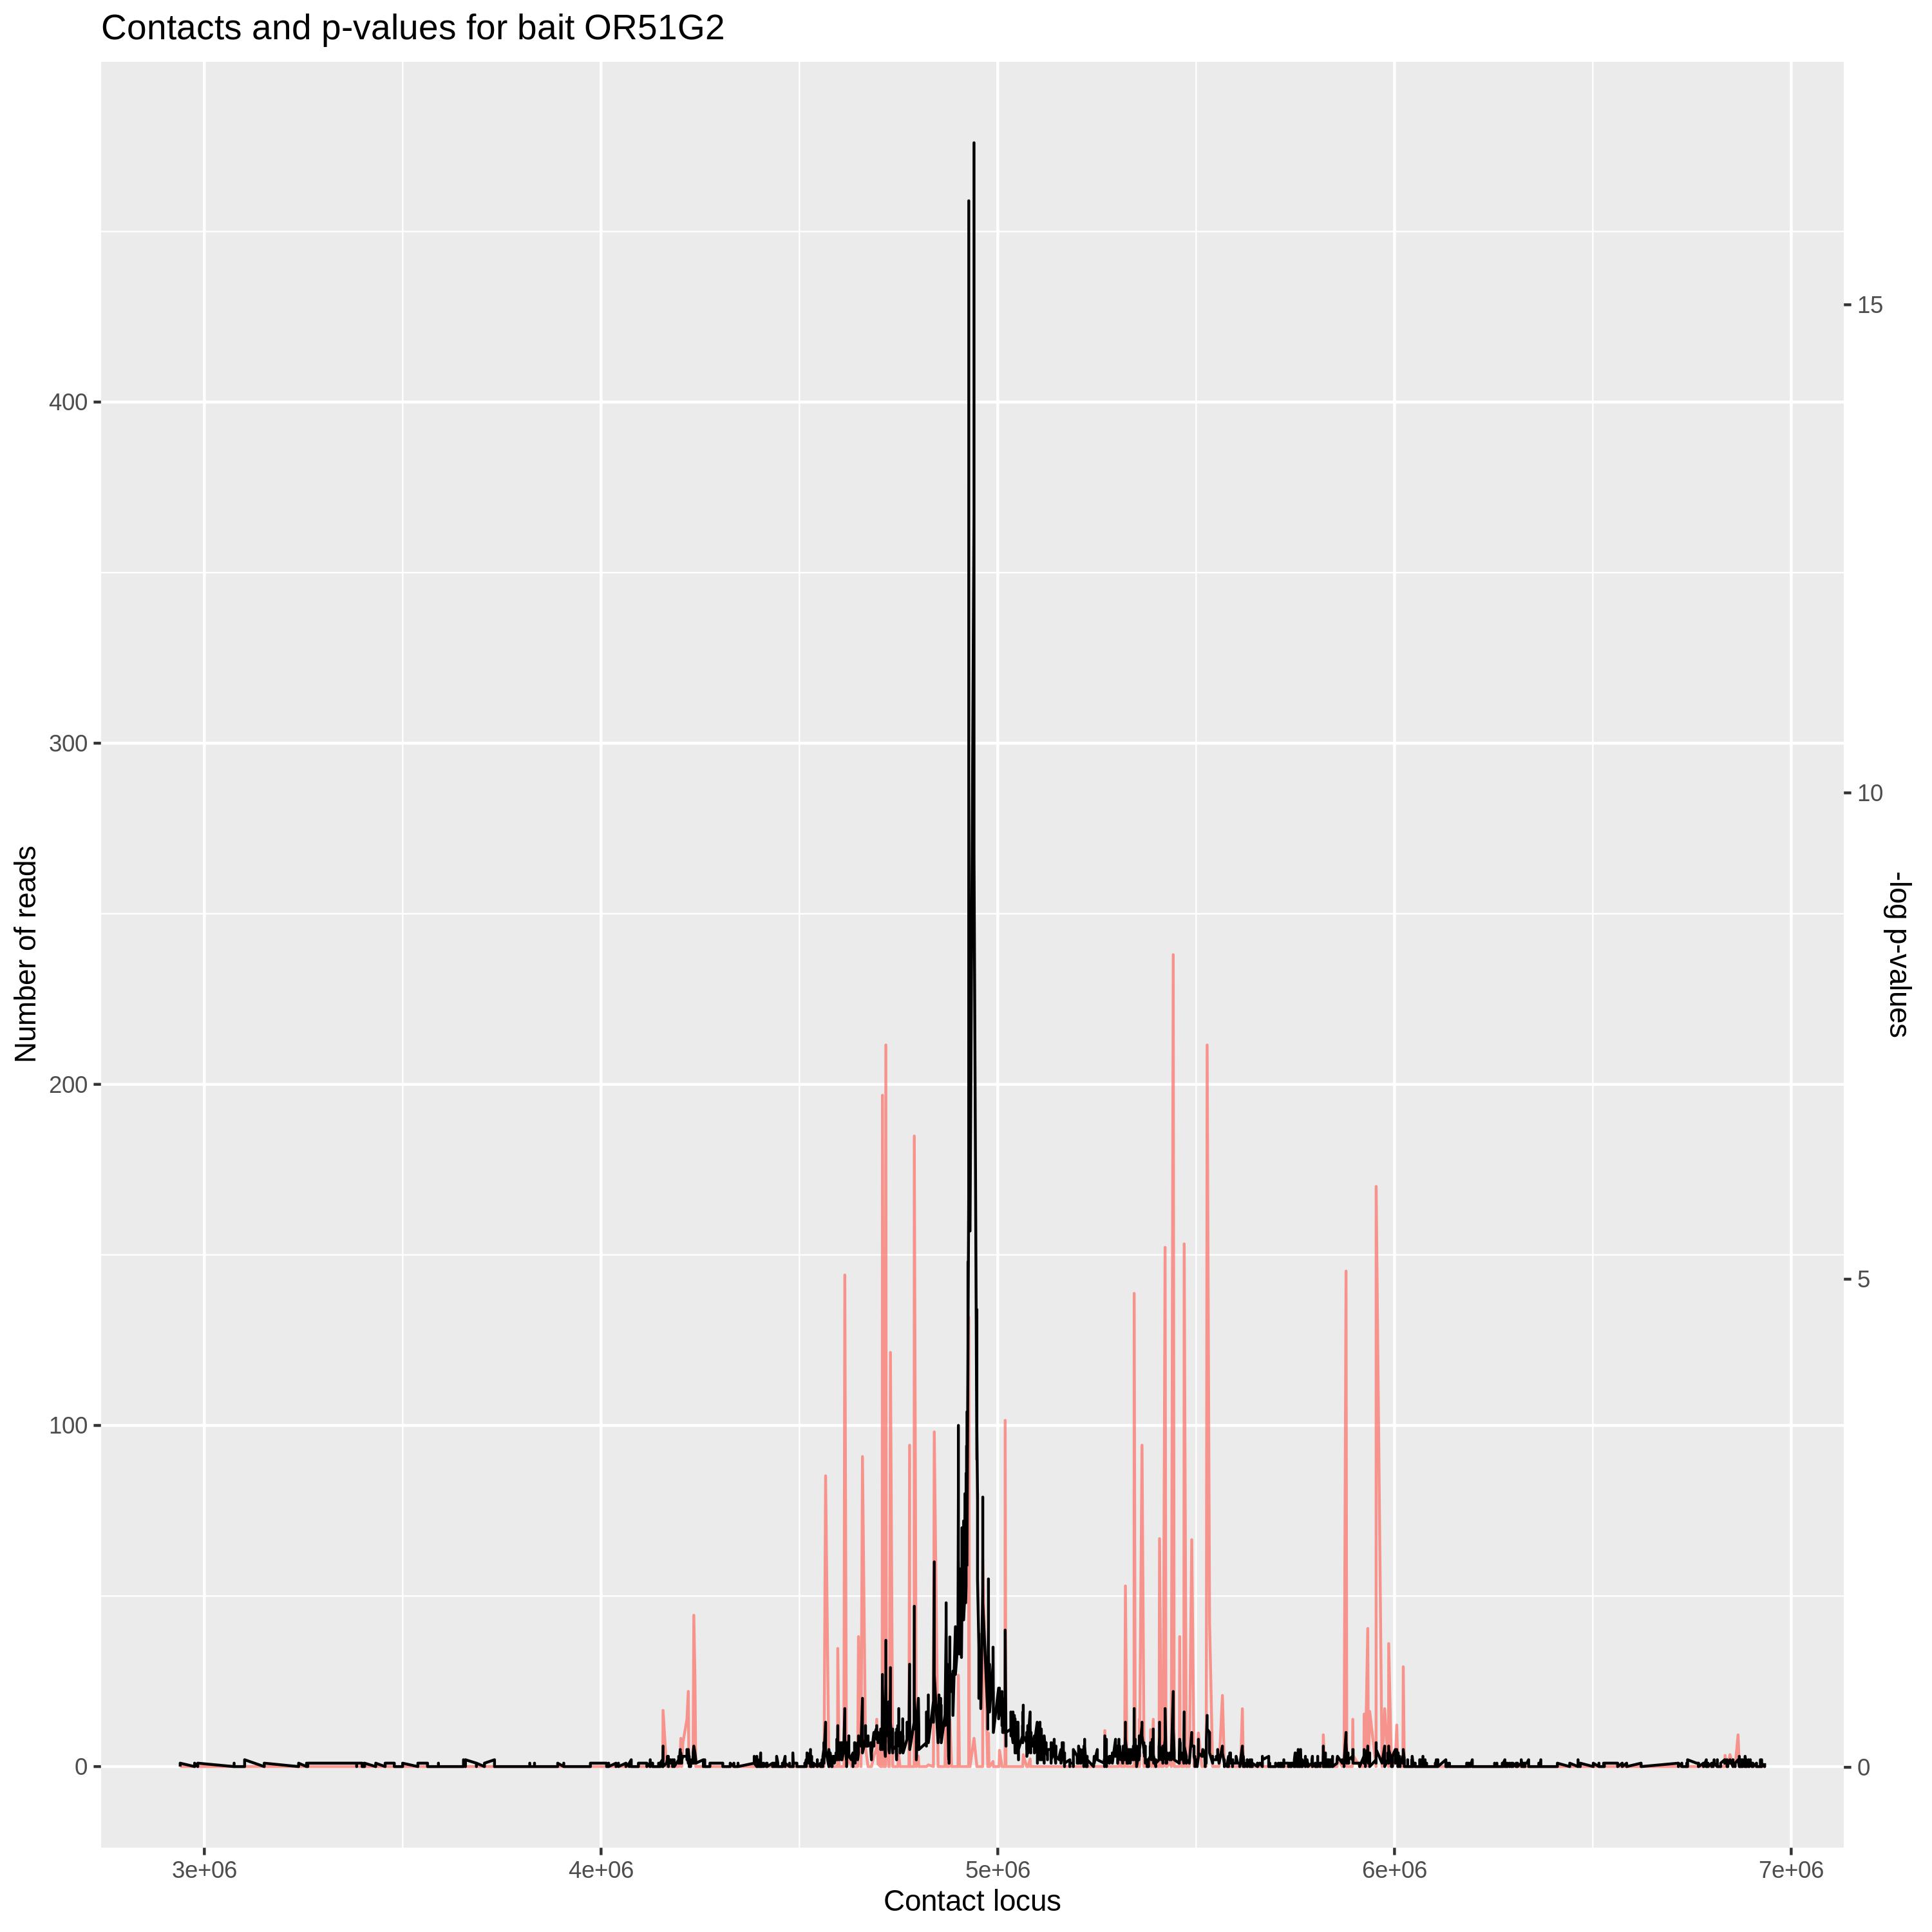 Contacts and p-values for bait OR51G2
Number of reads
400
300
200
100
0
15
10
5
0
-log p-values
3e+06 4e+06 5e+06 6e+06 7e+06
Contact locus